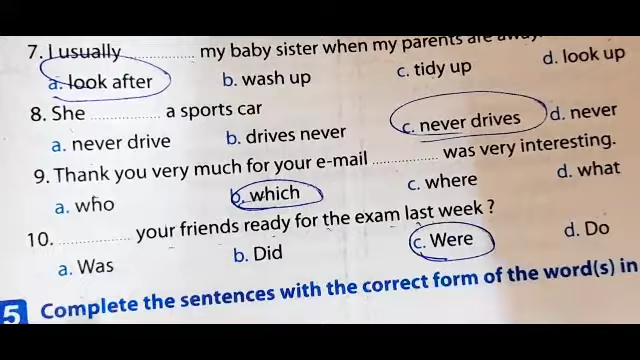 7. I usually ............... my baby sister when my parents are away.
a. look after b. wash up c. tidy up d. look up
8. She ............... a sports car
a. never drive b. drives never c. never drives d. never
9. Thank you very much for your e-mail ............... was very interesting.
a. who b. which c. where d. what
10. ............... your friends ready for the exam last week ?
a. Was b. Did c. Were d. Do
5 Complete the sentences with the correct form of the word(s) in